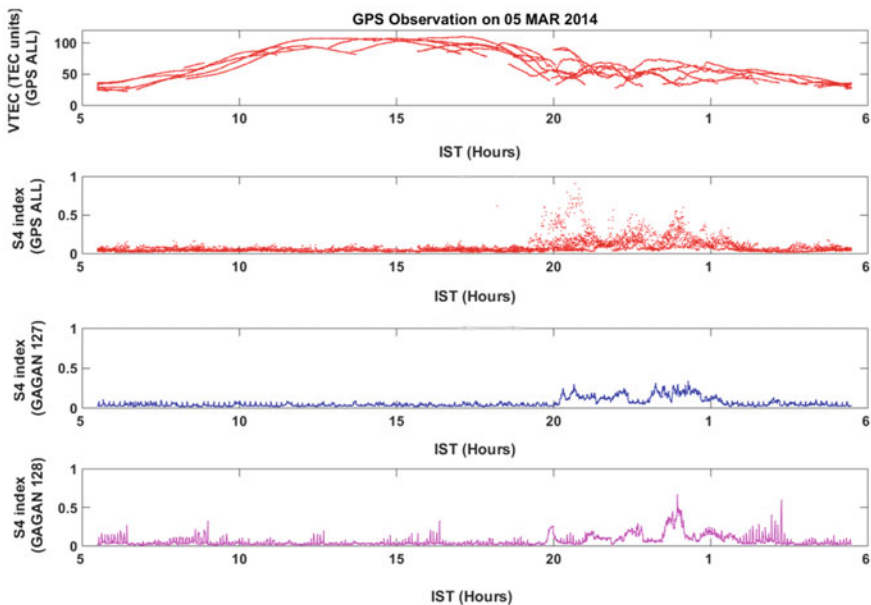 GPS Observation on 05 MAR 2014
VTEC (TEC units)
(GPS ALL)
100
50
0
5 10 15 20 1 6
IST (Hours)
S4 index
(GPS ALL)
1
0.5
0
5 10 15 20 1 6
IST (Hours)
S4 index
(GAGAN 127)
1
0.5
0
5 10 15 20 1 6
IST (Hours)
S4 index
(GAGAN 128)
1
0.5
0
5 10 15 20 1 6
IST (Hours)